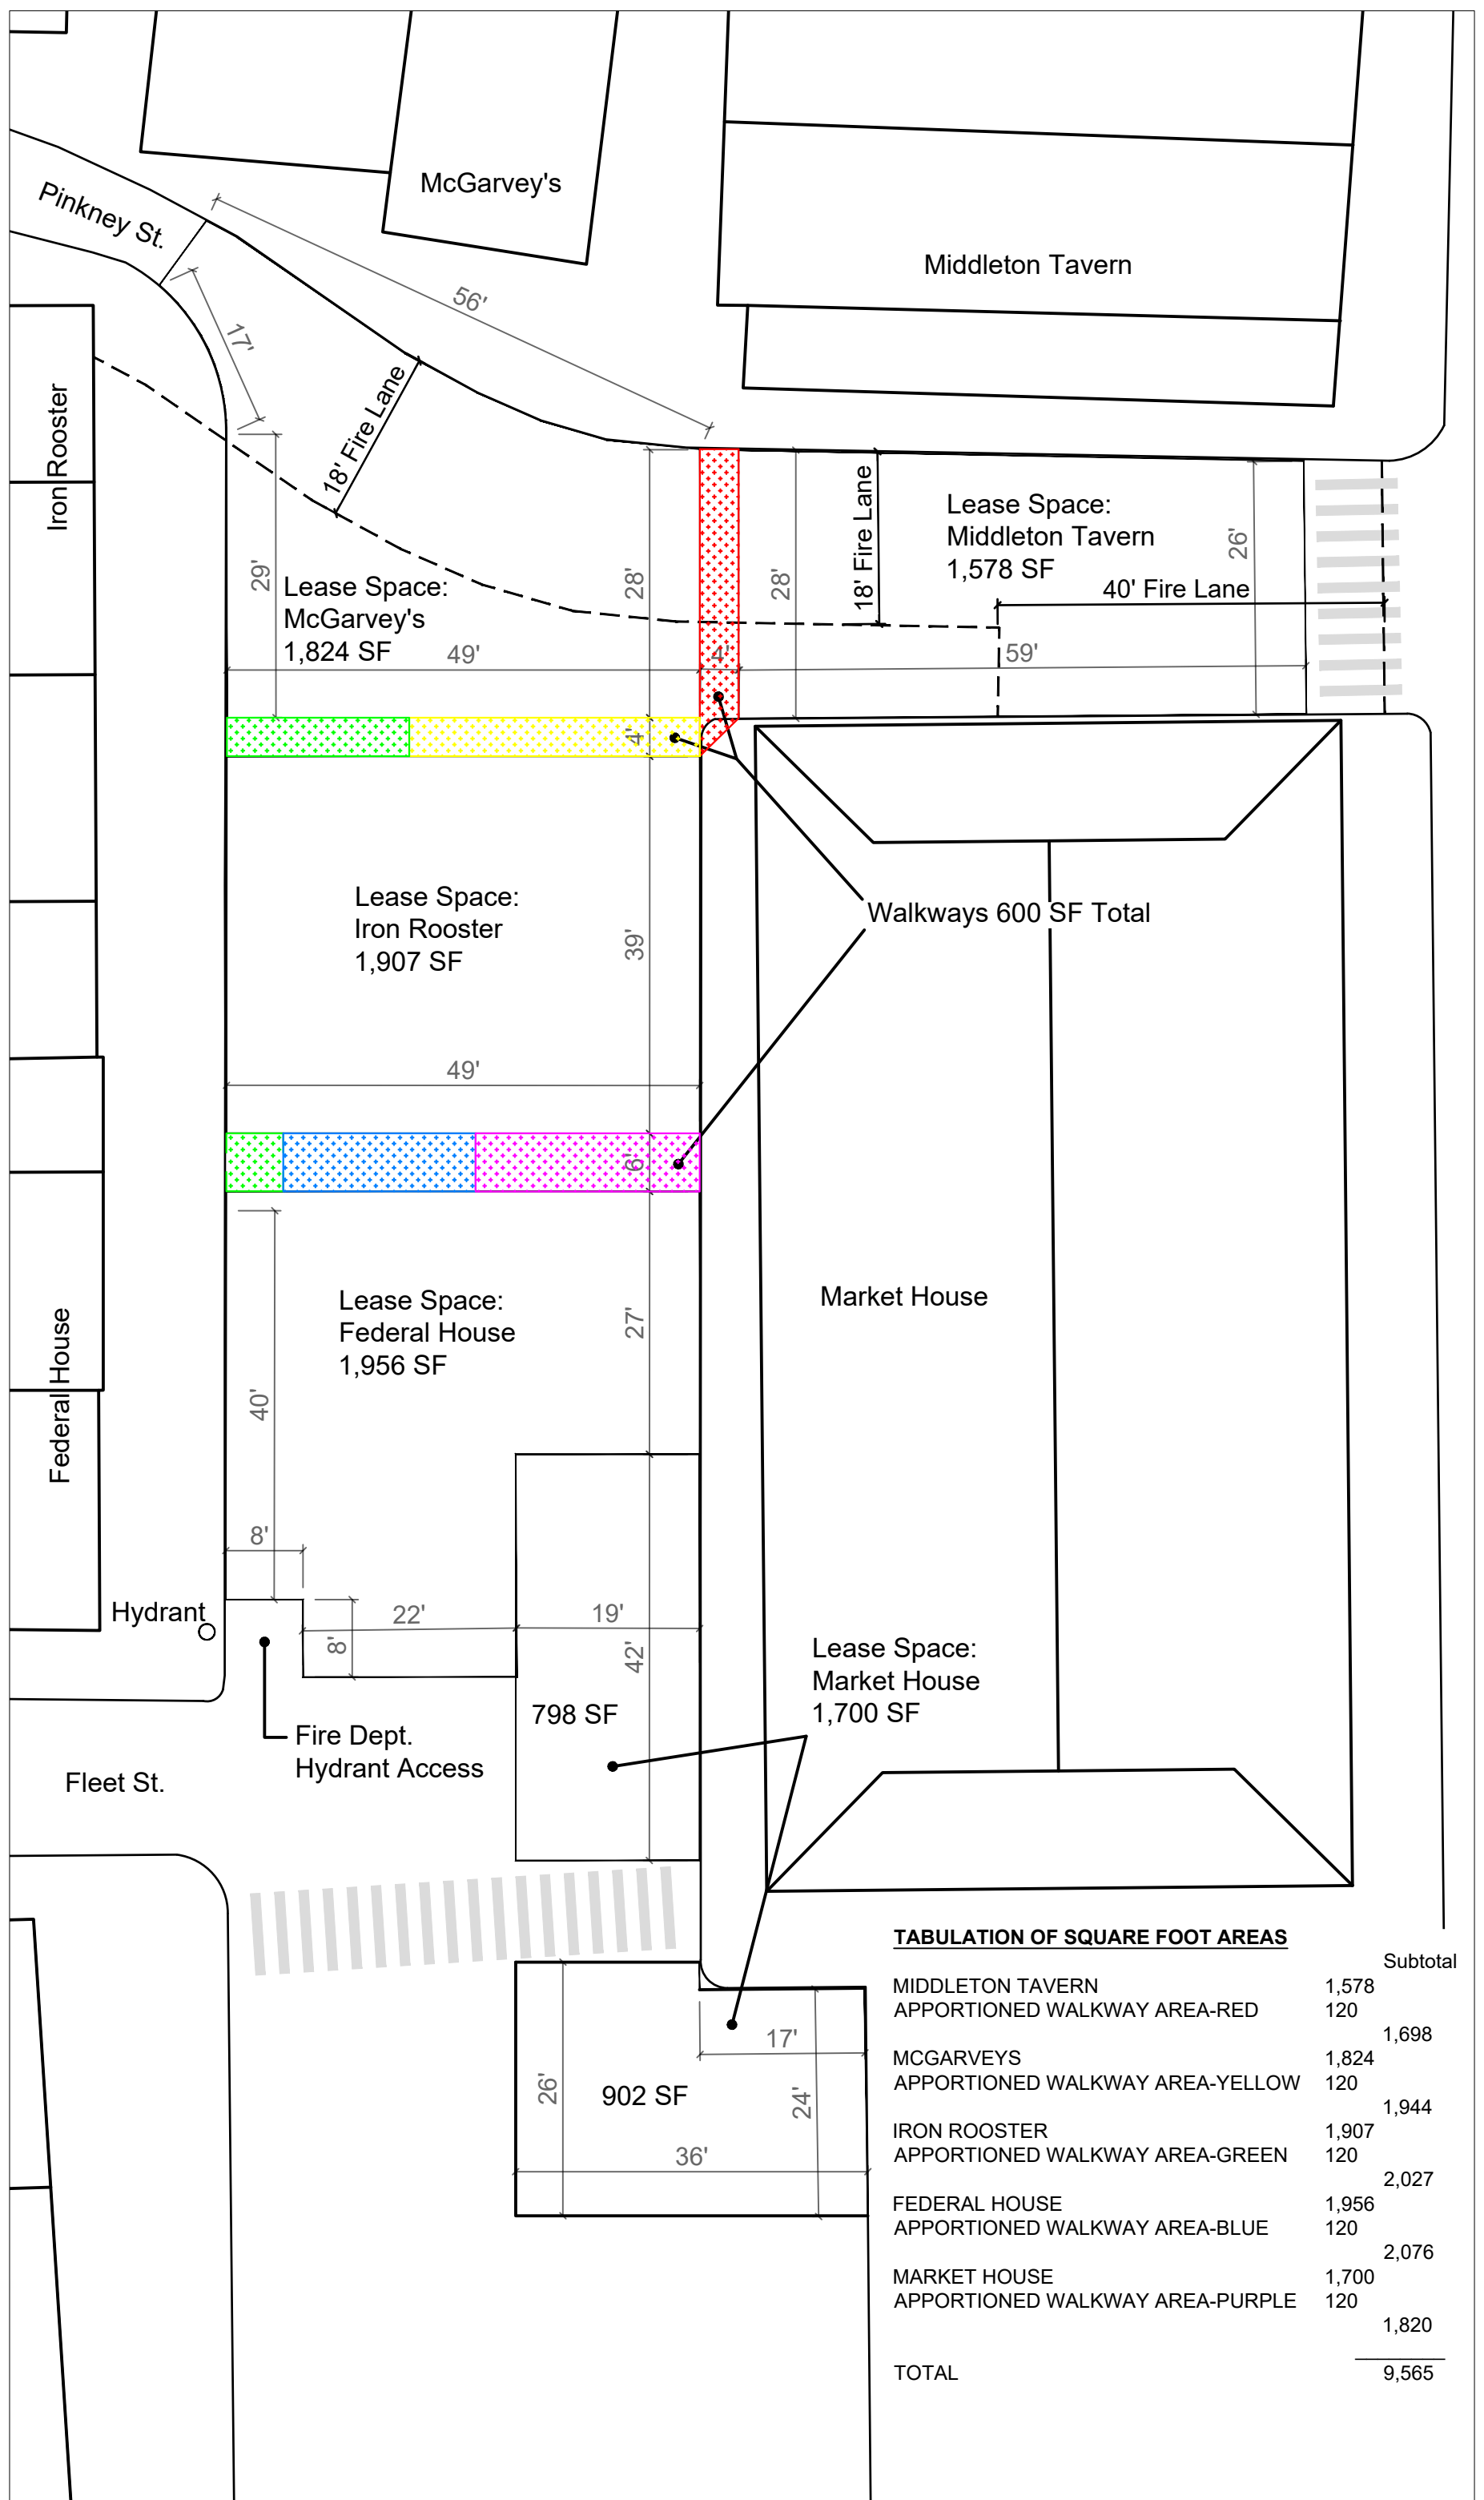 McGarvey's
Pinkney St.
Middleton Tavern
56'
17'
18' Fire Lane
Iron Rooster
18' Fire Lane
Lease Space:
Middleton Tavern
1,578 SF
26'
40' Fire Lane
29'
28'
28'
Lease Space:
McGarvey's
1,824 SF
49'
4'
59'
4'
Lease Space:
Iron Rooster
1,907 SF
Walkways 600 SF Total
39'
49'
6'
Lease Space:
Federal House
1,956 SF
Market House
27'
40'
Federal House
8'
Hydrant
22'
19'
8'
42'
Lease Space:
Market House
1,700 SF
798 SF
Fire Dept.
Hydrant Access
Fleet St.
17'
26'
902 SF
24'
36'
TABULATION OF SQUARE FOOT AREAS
Subtotal
MIDDLETON TAVERN 1,578
APPORTIONED WALKWAY AREA-RED 120
1,698
MCGARVEYS 1,824
APPORTIONED WALKWAY AREA-YELLOW 120
1,944
IRON ROOSTER 1,907
APPORTIONED WALKWAY AREA-GREEN 120
2,027
FEDERAL HOUSE 1,956
APPORTIONED WALKWAY AREA-BLUE 120
2,076
MARKET HOUSE 1,700
APPORTIONED WALKWAY AREA-PURPLE 120
1,820
TOTAL 9,565